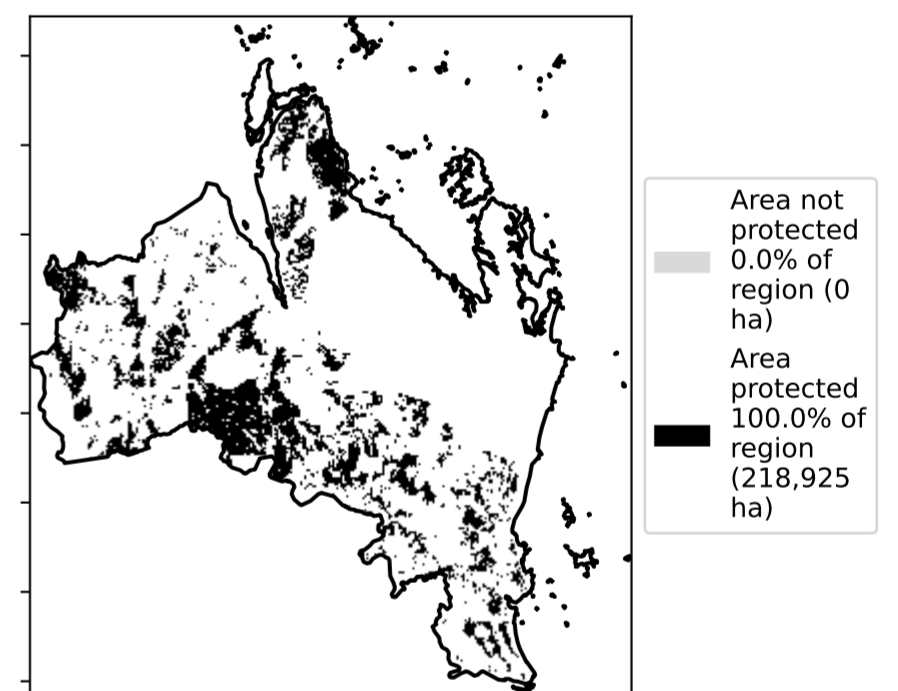 Area not
protected
0.0% of
region (0
ha)
Area
protected
100.0% of
region
(218,925
ha)